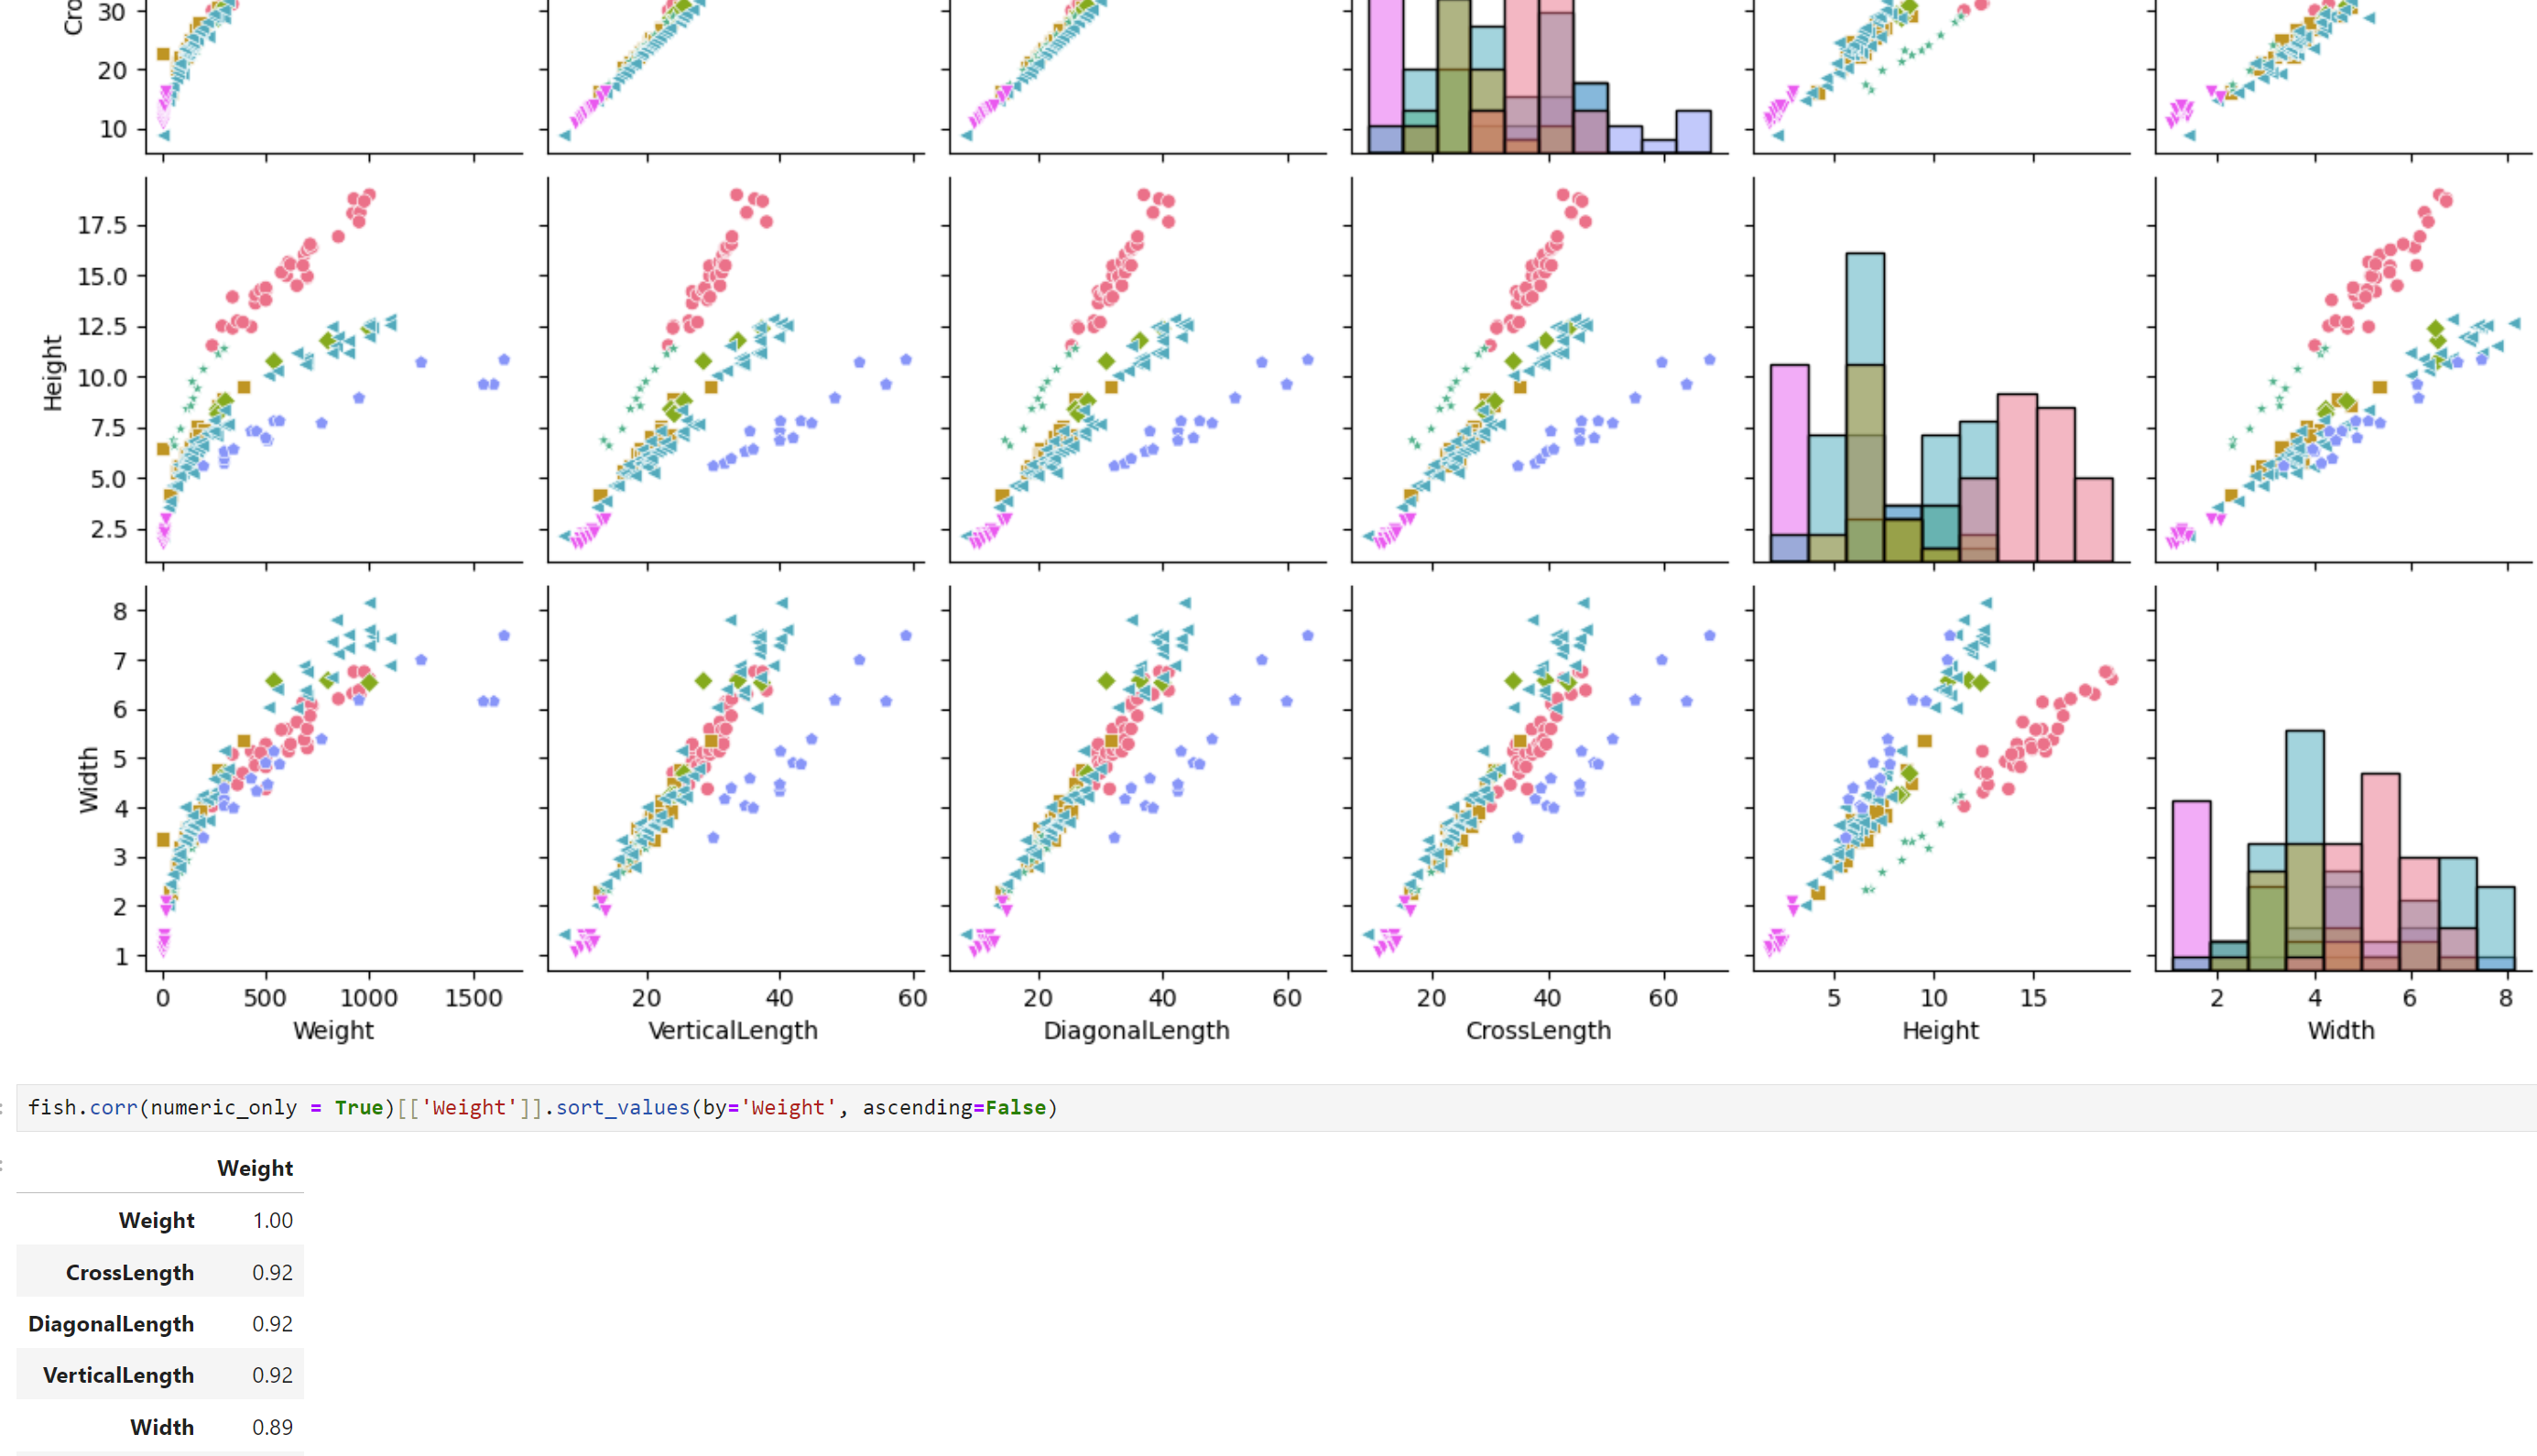 Cro
30
20
10
Height
17.5
15.0
12.5
10.0
7.5
5.0
2.5
Width
8
7
6
5
4
3
2
1
0 500 1000 1500 20 40 60 20 40 60 20 40 60 5 10 15 2 4 6 8
Weight VerticalLength DiagonalLength CrossLength Height Width
fish.corr(numeric_only = True)[['Weight']].sort_values(by='Weight', ascending=False)
Weight
Weight 1.00
CrossLength 0.92
DiagonalLength 0.92
VerticalLength 0.92
Width 0.89